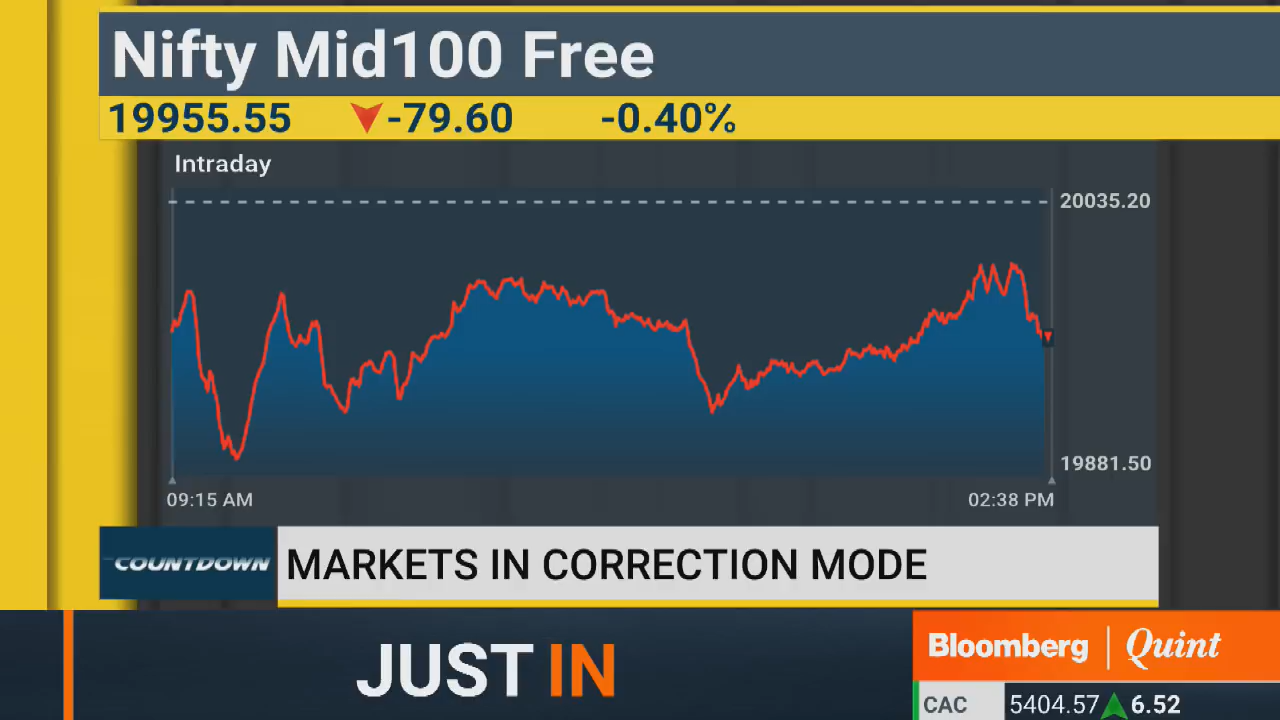 Nifty Mid100 Free
19955.55 -79.60 -0.40%
Intraday
20035.20
19881.50
09:15 AM 02:38 PM
COUNTDOWN MARKETS IN CORRECTION MODE
JUST IN
Bloomberg | Quint
CAC 5404.57 6.52